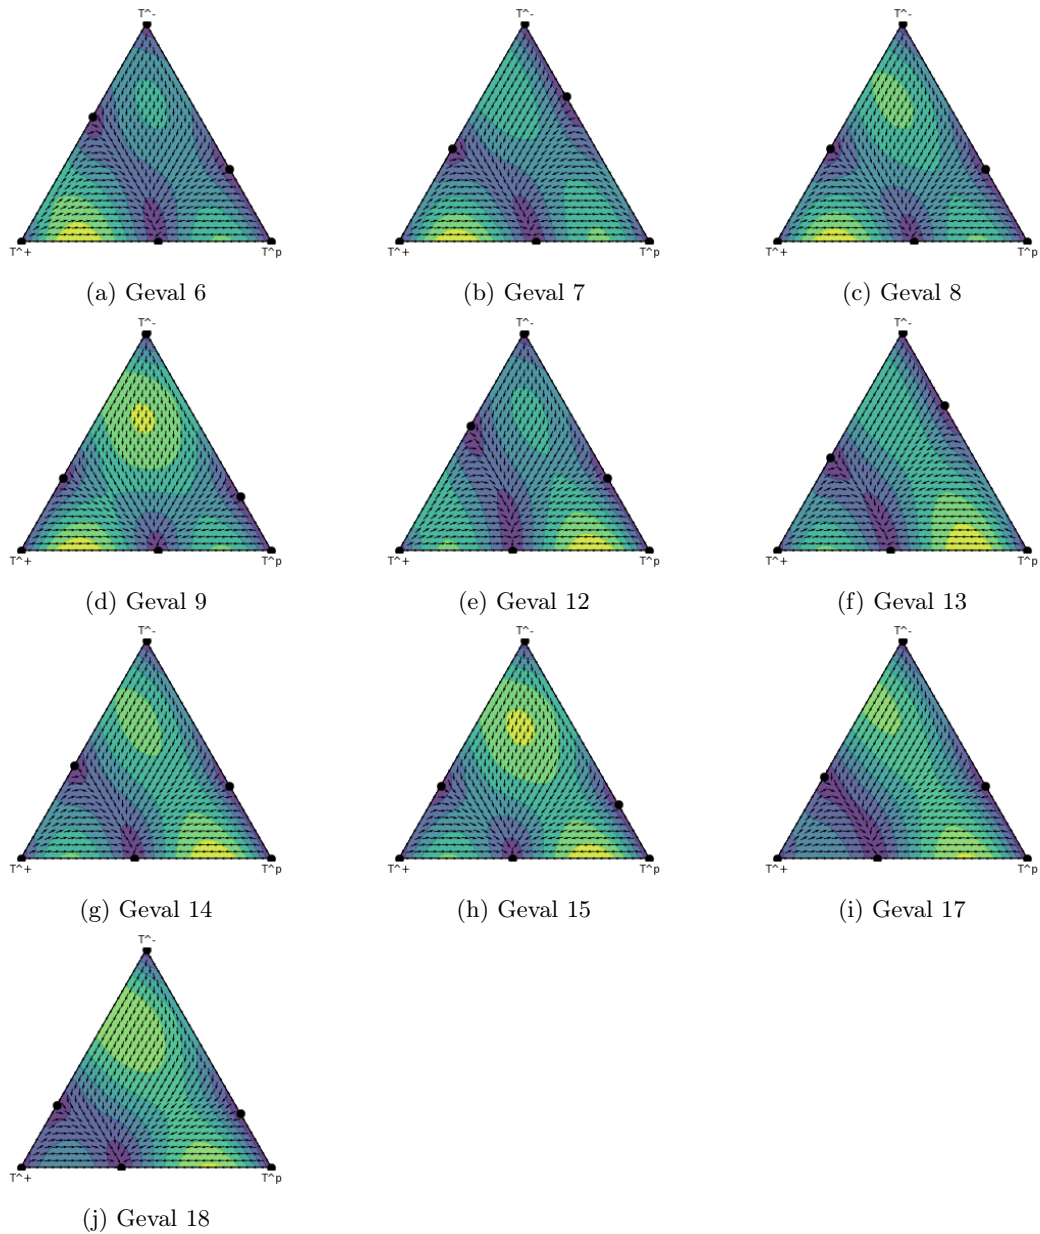 T^- T^- T^-
T^+ T^p T^+ T^p T^+ T^p
(a) Geval 6 (b) Geval 7 (c) Geval 8
T^- T^- T^-
T^+ T^p T^+ T^p T^+ T^p
(d) Geval 9 (e) Geval 12 (f) Geval 13
T^- T^- T^-
T^+ T^p T^+ T^p T^+ T^p
(g) Geval 14 (h) Geval 15 (i) Geval 17
T^-
T^+ T^p
(j) Geval 18